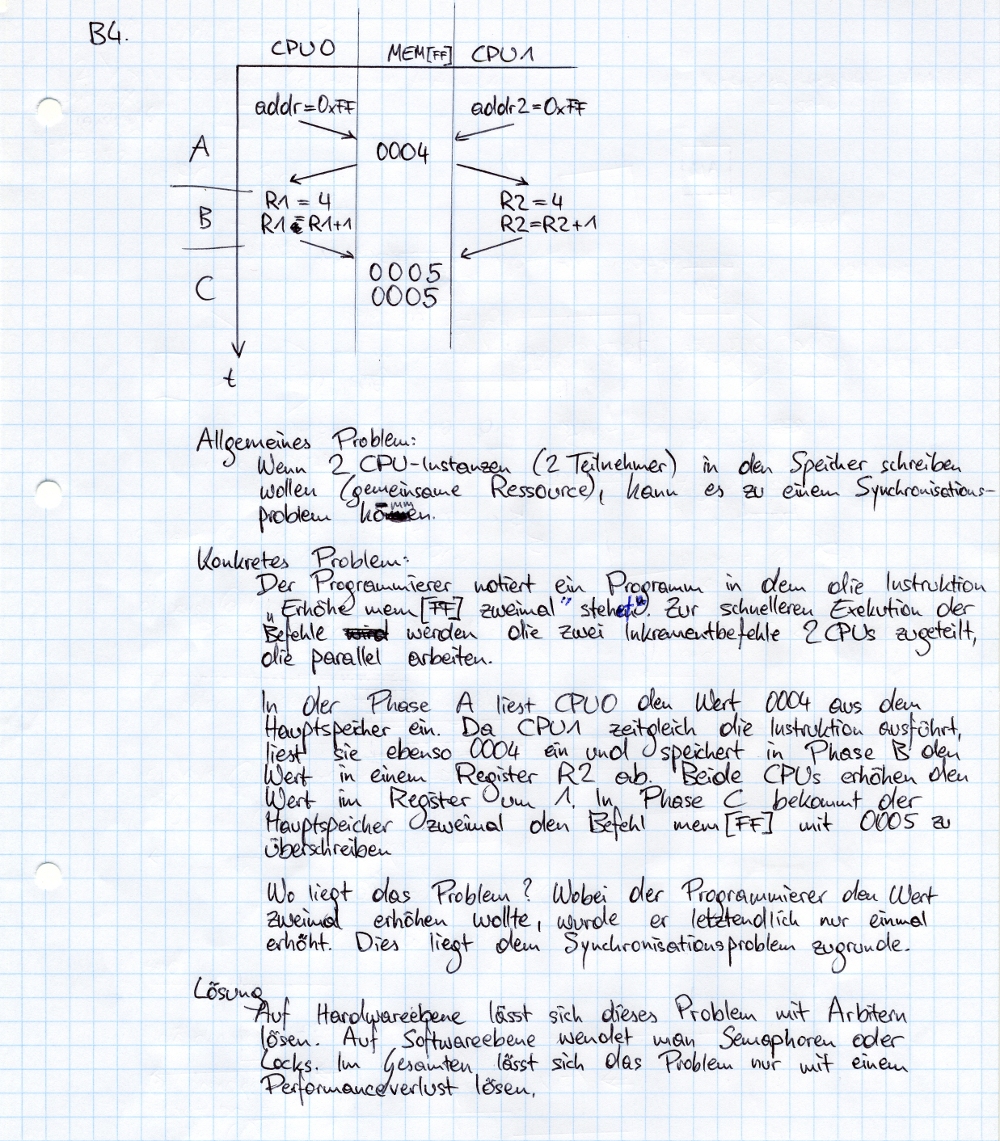 B4.
CPU0 MEM[FF] CPU1
addr=0xFF addr2=0xFF
A 0004
R1 = 4 R2=4
B R1=R1+1 R2=R2+1
0005
C 0005
t
Allgemeines Problem:
Wenn 2 CPU-Instanzen (2 Teilnehmer) in den Speicher schreiben
wollen (gemeinsame Ressource), kann es zu einem Synchronisations-
problem kommen.
Konkretes Problem:
Der Programmierer notiert ein Programm in dem die Instruktion
"Erhöhe mem[FF] zweimal" steht. Zur schnelleren Exekution der
Befehle werden die zwei Inkrementbefehle 2 CPUs zugeteilt,
die parallel arbeiten.
In der Phase A liest CPU0 den Wert 0004 aus dem
Hauptspeicher ein. Da CPU1 zeitgleich die Instruktion ausführt,
liest sie ebenso 0004 ein und speichert in Phase B den
Wert in einem Register R2 ab. Beide CPUs erhöhen den
Wert im Register um 1. In Phase C bekommt der
Hauptspeicher zweimal den Befehl mem[FF] mit 0005 zu
überschreiben
Wo liegt das Problem? Wobei der Programmierer den Wert
zweimal erhöhen wollte, wurde er letztendlich nur einmal
erhöht. Dies liegt dem Synchronisationsproblem zugrunde.
Lösung
Auf Hardwareebene lässt sich dieses Problem mit Arbitern
lösen. Auf Softwareebene wendet man Semaphoren oder
Locks. Im Gesamten lässt sich das Problem nur mit einem
Performanceverlust lösen.